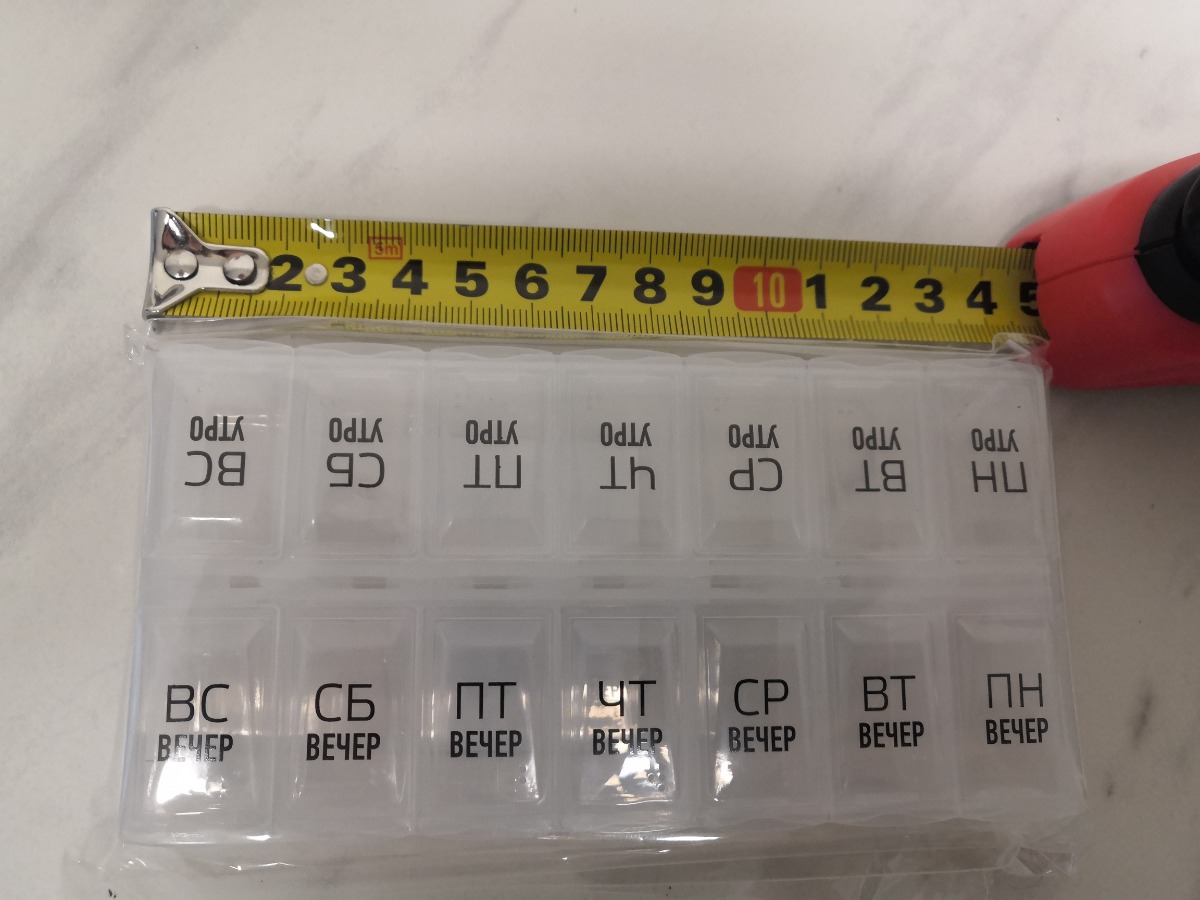 3m
2 3 4 5 6 7 8 9 10 1 2 3 4 5
УТРО УТРО УТРО УТРО УТРО УТРО УТРО
ВС СБ ПТ ЧТ СР ВТ ПН
ВС СБ ПТ ЧТ СР ВТ ПН
ВЕЧЕР ВЕЧЕР ВЕЧЕР ВЕЧЕР ВЕЧЕР ВЕЧЕР ВЕЧЕР